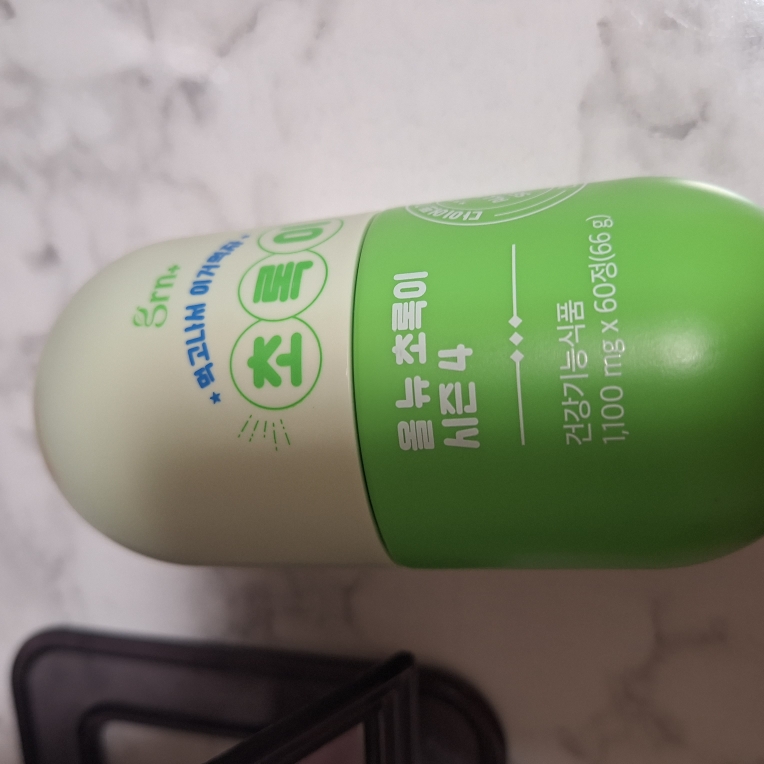 grn+
먹고나서 이거먹자
초록이
올 뉴 초록이
시즌 4
건강기능식품
1,100 mg x 60정(66 g)